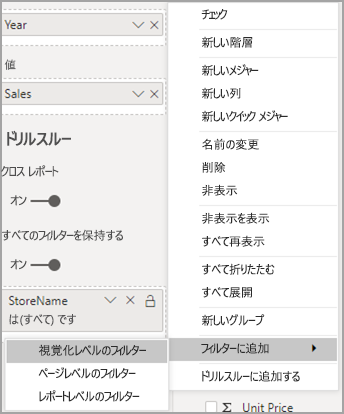 Year
値
Sales
ドリルスルー
クロス レポート
オン
すべてのフィルターを保持する
オン
StoreName
は(すべて) です
チェック
新しい階層
新しいメジャー
新しい列
新しいクイック メジャー
名前の変更
削除
非表示
非表示を表示
すべて再表示
すべて折りたたむ
すべて展開
新しいグループ
フィルターに追加
ドリルスルーに追加する
視覚化レベルのフィルター
ページレベルのフィルター
レポートレベルのフィルター
Unit Price